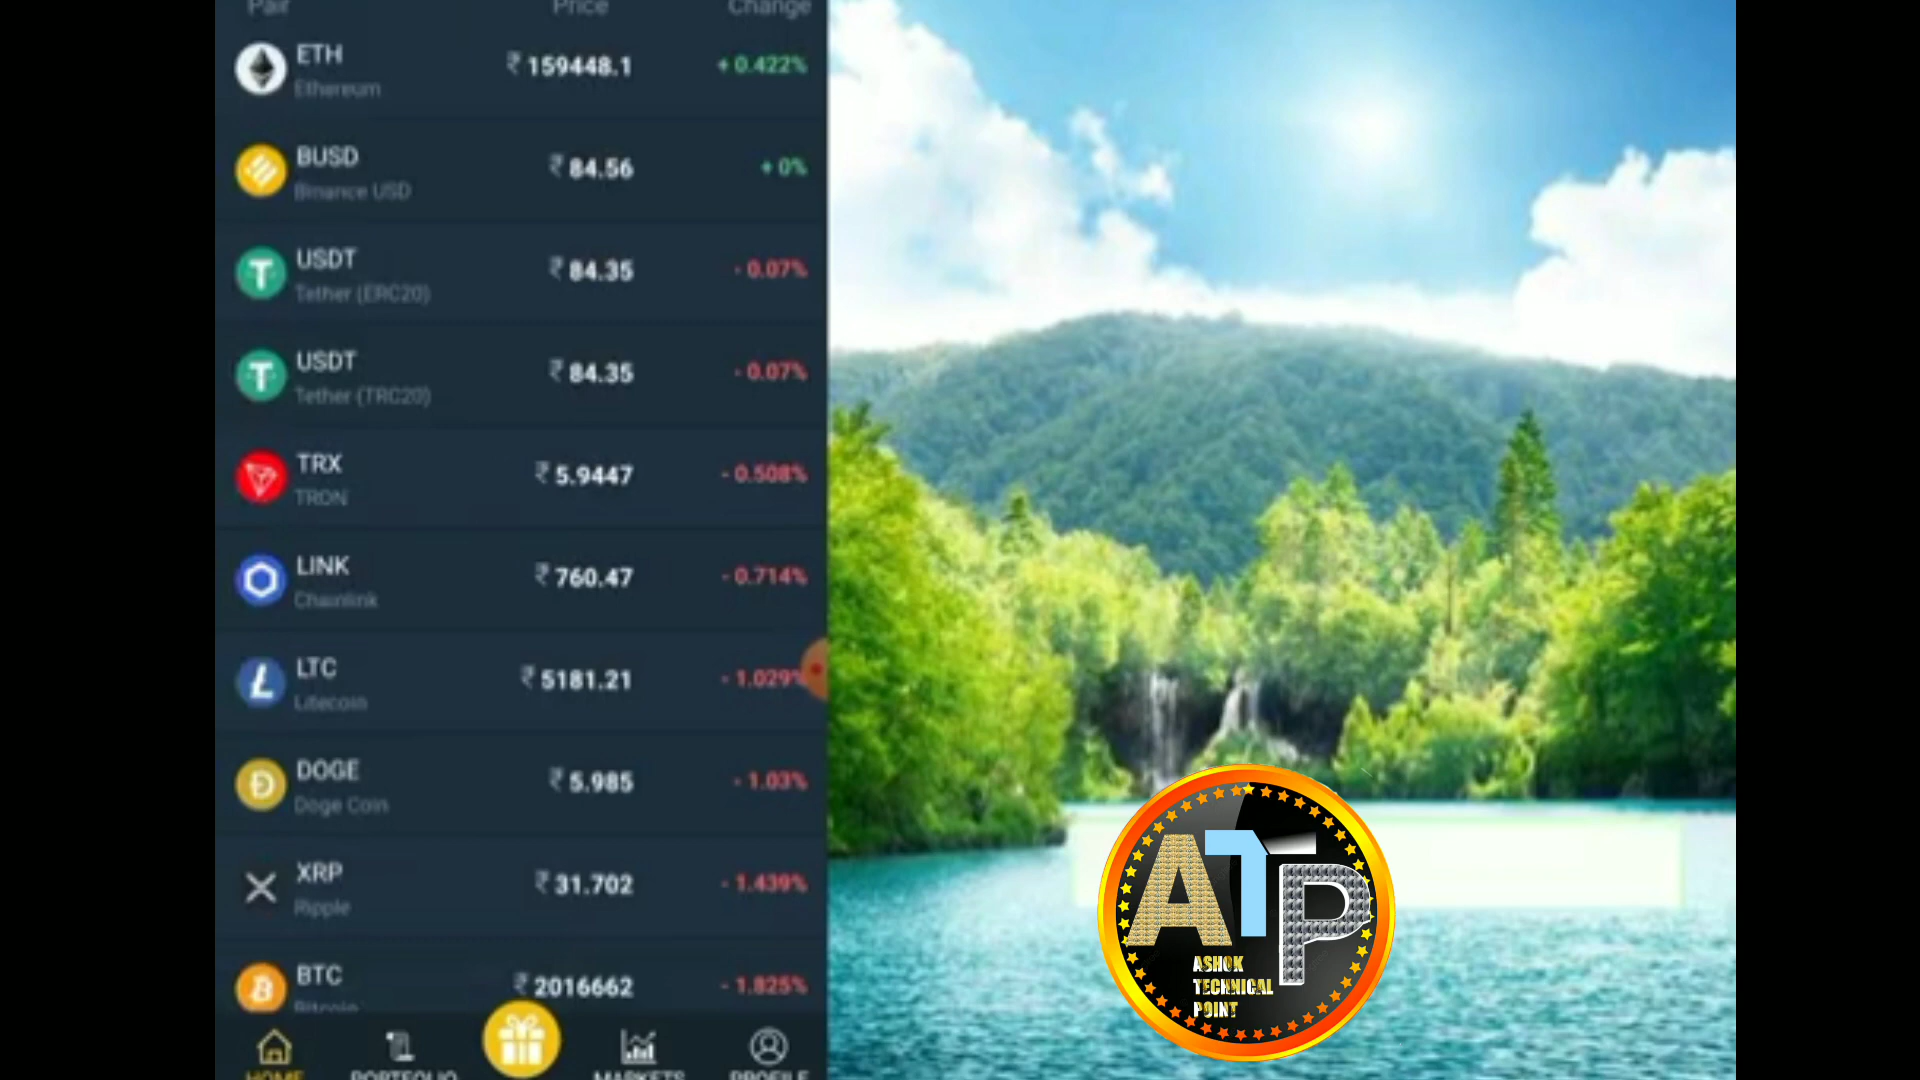 Pair Price Change
ETH ₹ 159448.1 + 0.422%
Ethereum
BUSD ₹ 84.56 + 0%
Binance USD
USDT ₹ 84.35 - 0.07%
Tether (ERC20)
USDT ₹ 84.35 - 0.07%
Tether (TRC20)
TRX ₹ 5.9447 - 0.508%
TRON
LINK ₹ 760.47 - 0.714%
Chainlink
LTC ₹ 5181.21 - 1.029%
Litecoin
DOGE ₹ 5.985 - 1.03%
Doge Coin
XRP ₹ 31.702 - 1.439%
Ripple
BTC ₹ 2016662 - 1.825%
Bitcoin
HOME PORTFOLIO MARKETS PROFILE
ATP
ASHOK
TECHNICAL
POINT